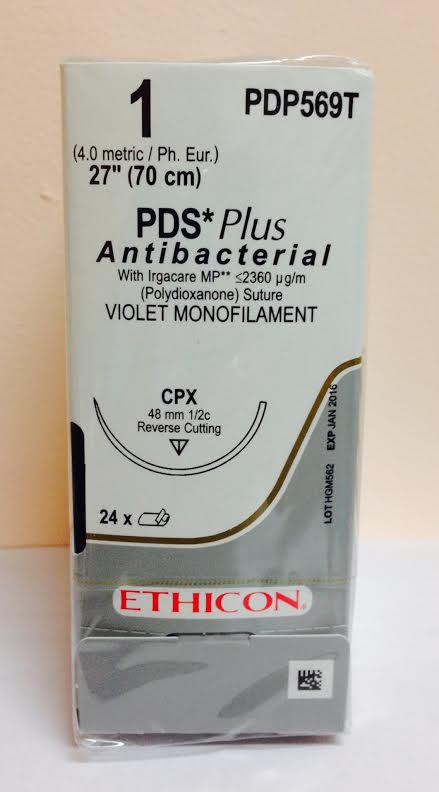 1
PDP569T
(4.0 metric / Ph. Eur.)
27" (70 cm)
PDS* Plus
Antibacterial
With Irgacare MP** ≤2360 µg/m
(Polydioxanone) Suture
VIOLET MONOFILAMENT
CPX
48 mm 1/2c
Reverse Cutting
24 x
LOT HGM562 EXP JAN 2016
ETHICON